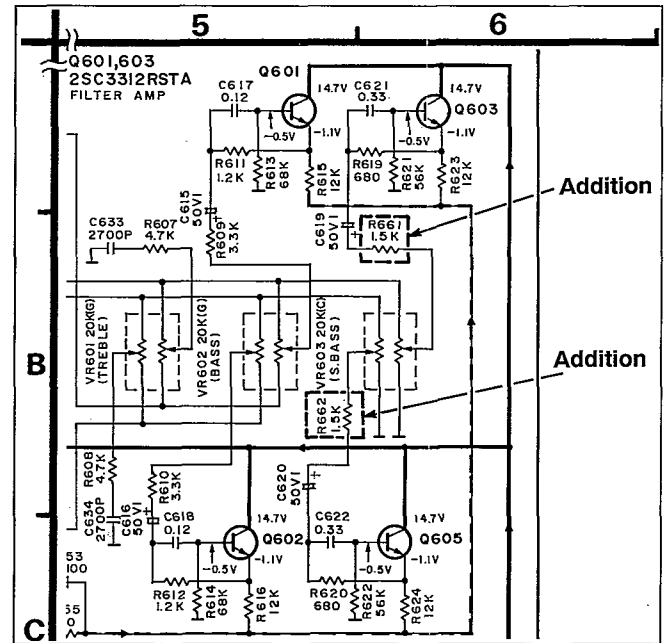 5
6
Q601,603
2SC3312RSTA
FILTER AMP
C617
0.12
Q601
14.7V
-0.5V
-1.1V
C621
0.33
14.7V
Q603
-0.5V
-1.1V
R611
1.2K
R613
68K
R615
12K
R619
680
R621
56K
R623
12K
Addition
C615
50V1
+
R609
3.3K
C633
2700P
R607
4.7K
C619
50V1
+
R661
1.5K
B
VR601 20K(G)
(TREBLE)
VR602 20K(G)
(BASS)
VR603 20K(C)
(S.BASS)
Addition
R662
1.5K
R608
4.7K
C634
2700P
R610
3.3K
C616
50V1
+
C618
0.12
14.7V
Q602
-0.5V
-1.1V
C620
50V1
+
C622
0.33
14.7V
Q605
-0.5V
-1.1V
R612
1.2K
R614
68K
R616
12K
R620
680
R622
56K
R624
12K
53
100
55
0
C